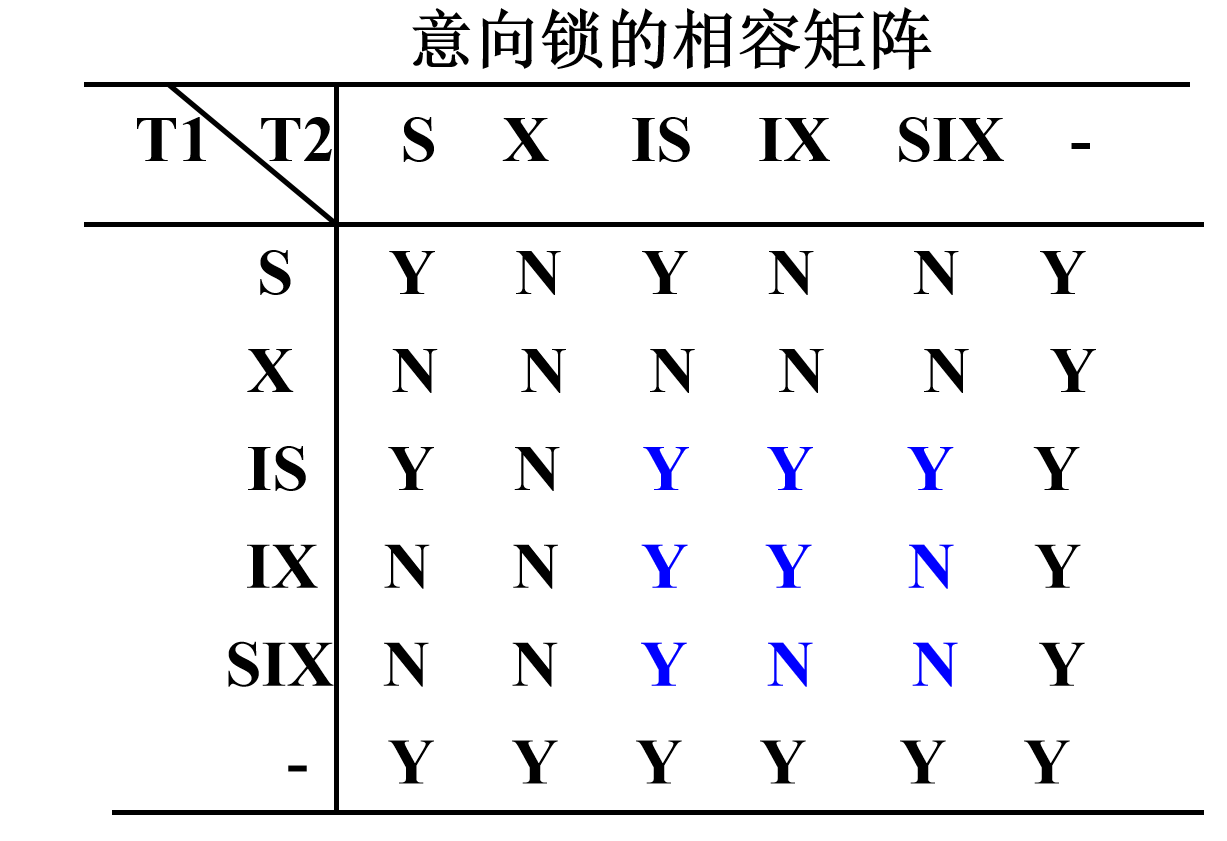 意向锁的相容矩阵
T1 T2 S X IS IX SIX -
S Y N Y N N Y
X N N N N N Y
IS Y N Y Y Y Y
IX N N Y Y N Y
SIX N N Y N N Y
- Y Y Y Y Y Y